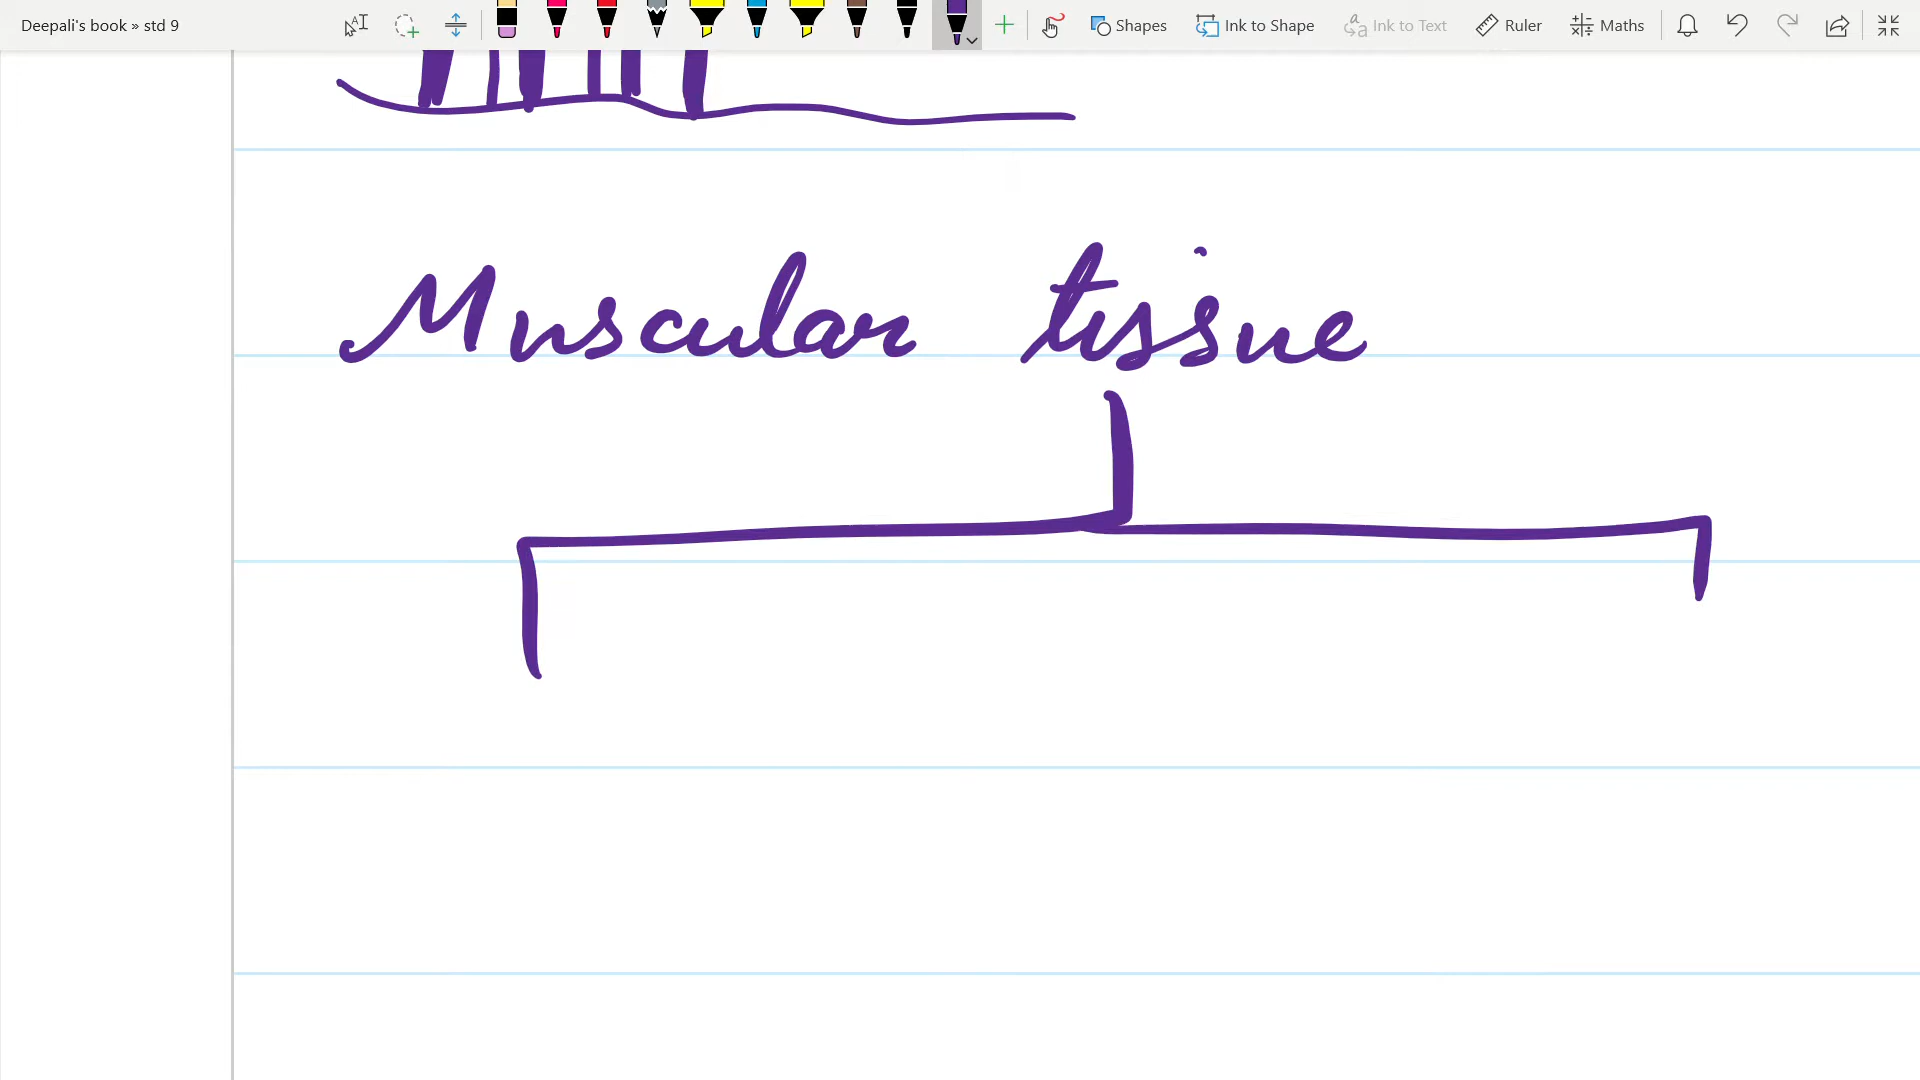 Deepali's book » std 9 Shapes Ink to Shape Ink to Text Ruler Maths
Muscular tissue